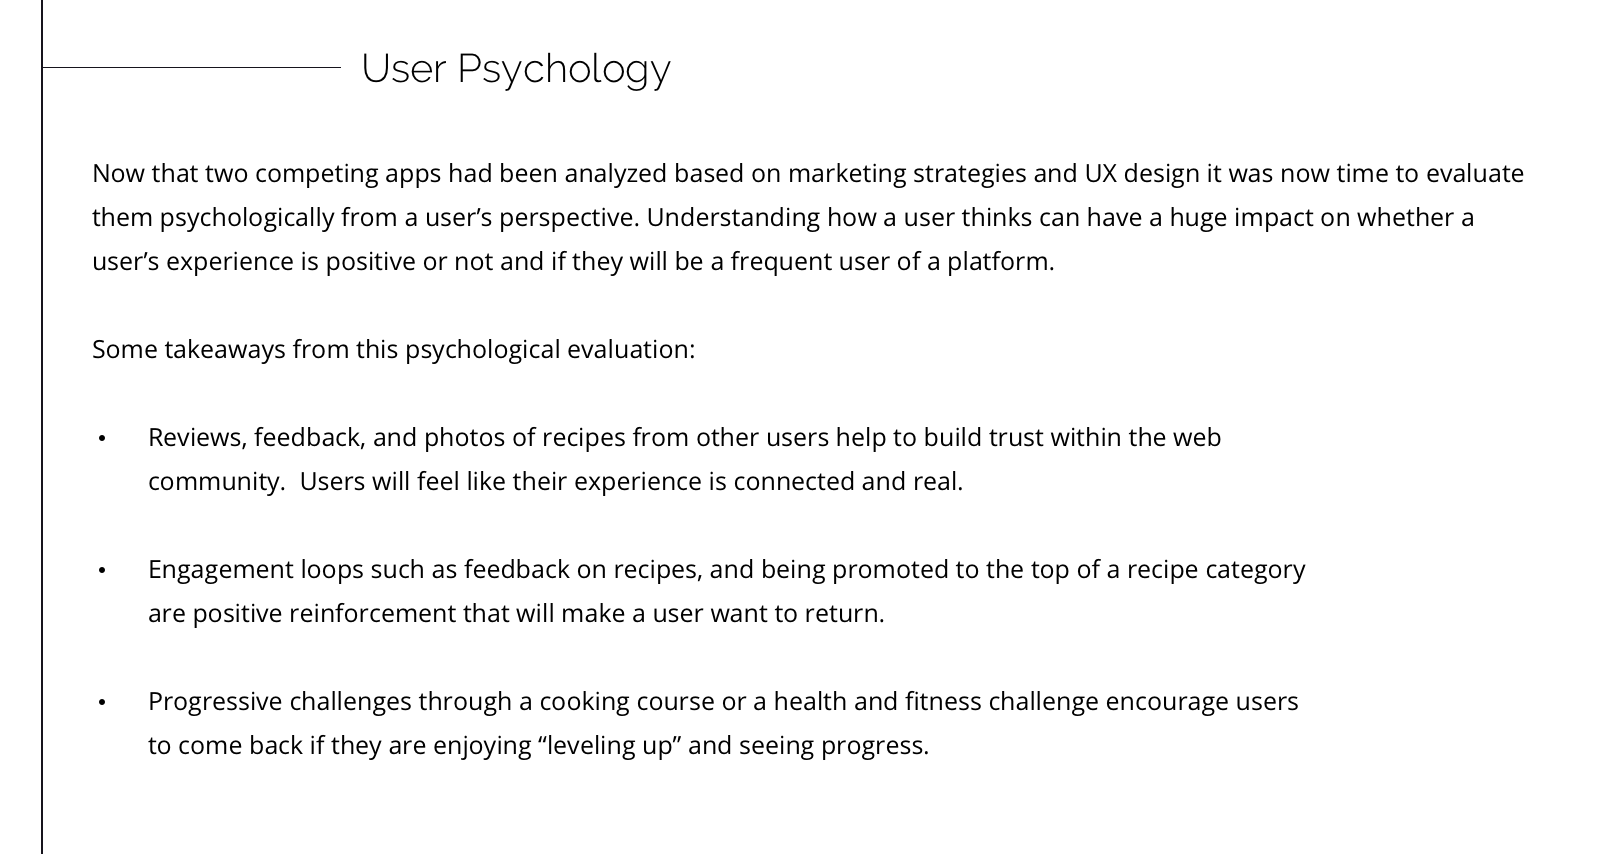 User Psychology
Now that two competing apps had been analyzed based on marketing strategies and UX design it was now time to evaluate
them psychologically from a user’s perspective. Understanding how a user thinks can have a huge impact on whether a
user’s experience is positive or not and if they will be a frequent user of a platform.
Some takeaways from this psychological evaluation:
• Reviews, feedback, and photos of recipes from other users help to build trust within the web
community.  Users will feel like their experience is connected and real.
• Engagement loops such as feedback on recipes, and being promoted to the top of a recipe category
are positive reinforcement that will make a user want to return.
• Progressive challenges through a cooking course or a health and fitness challenge encourage users
to come back if they are enjoying “leveling up” and seeing progress.